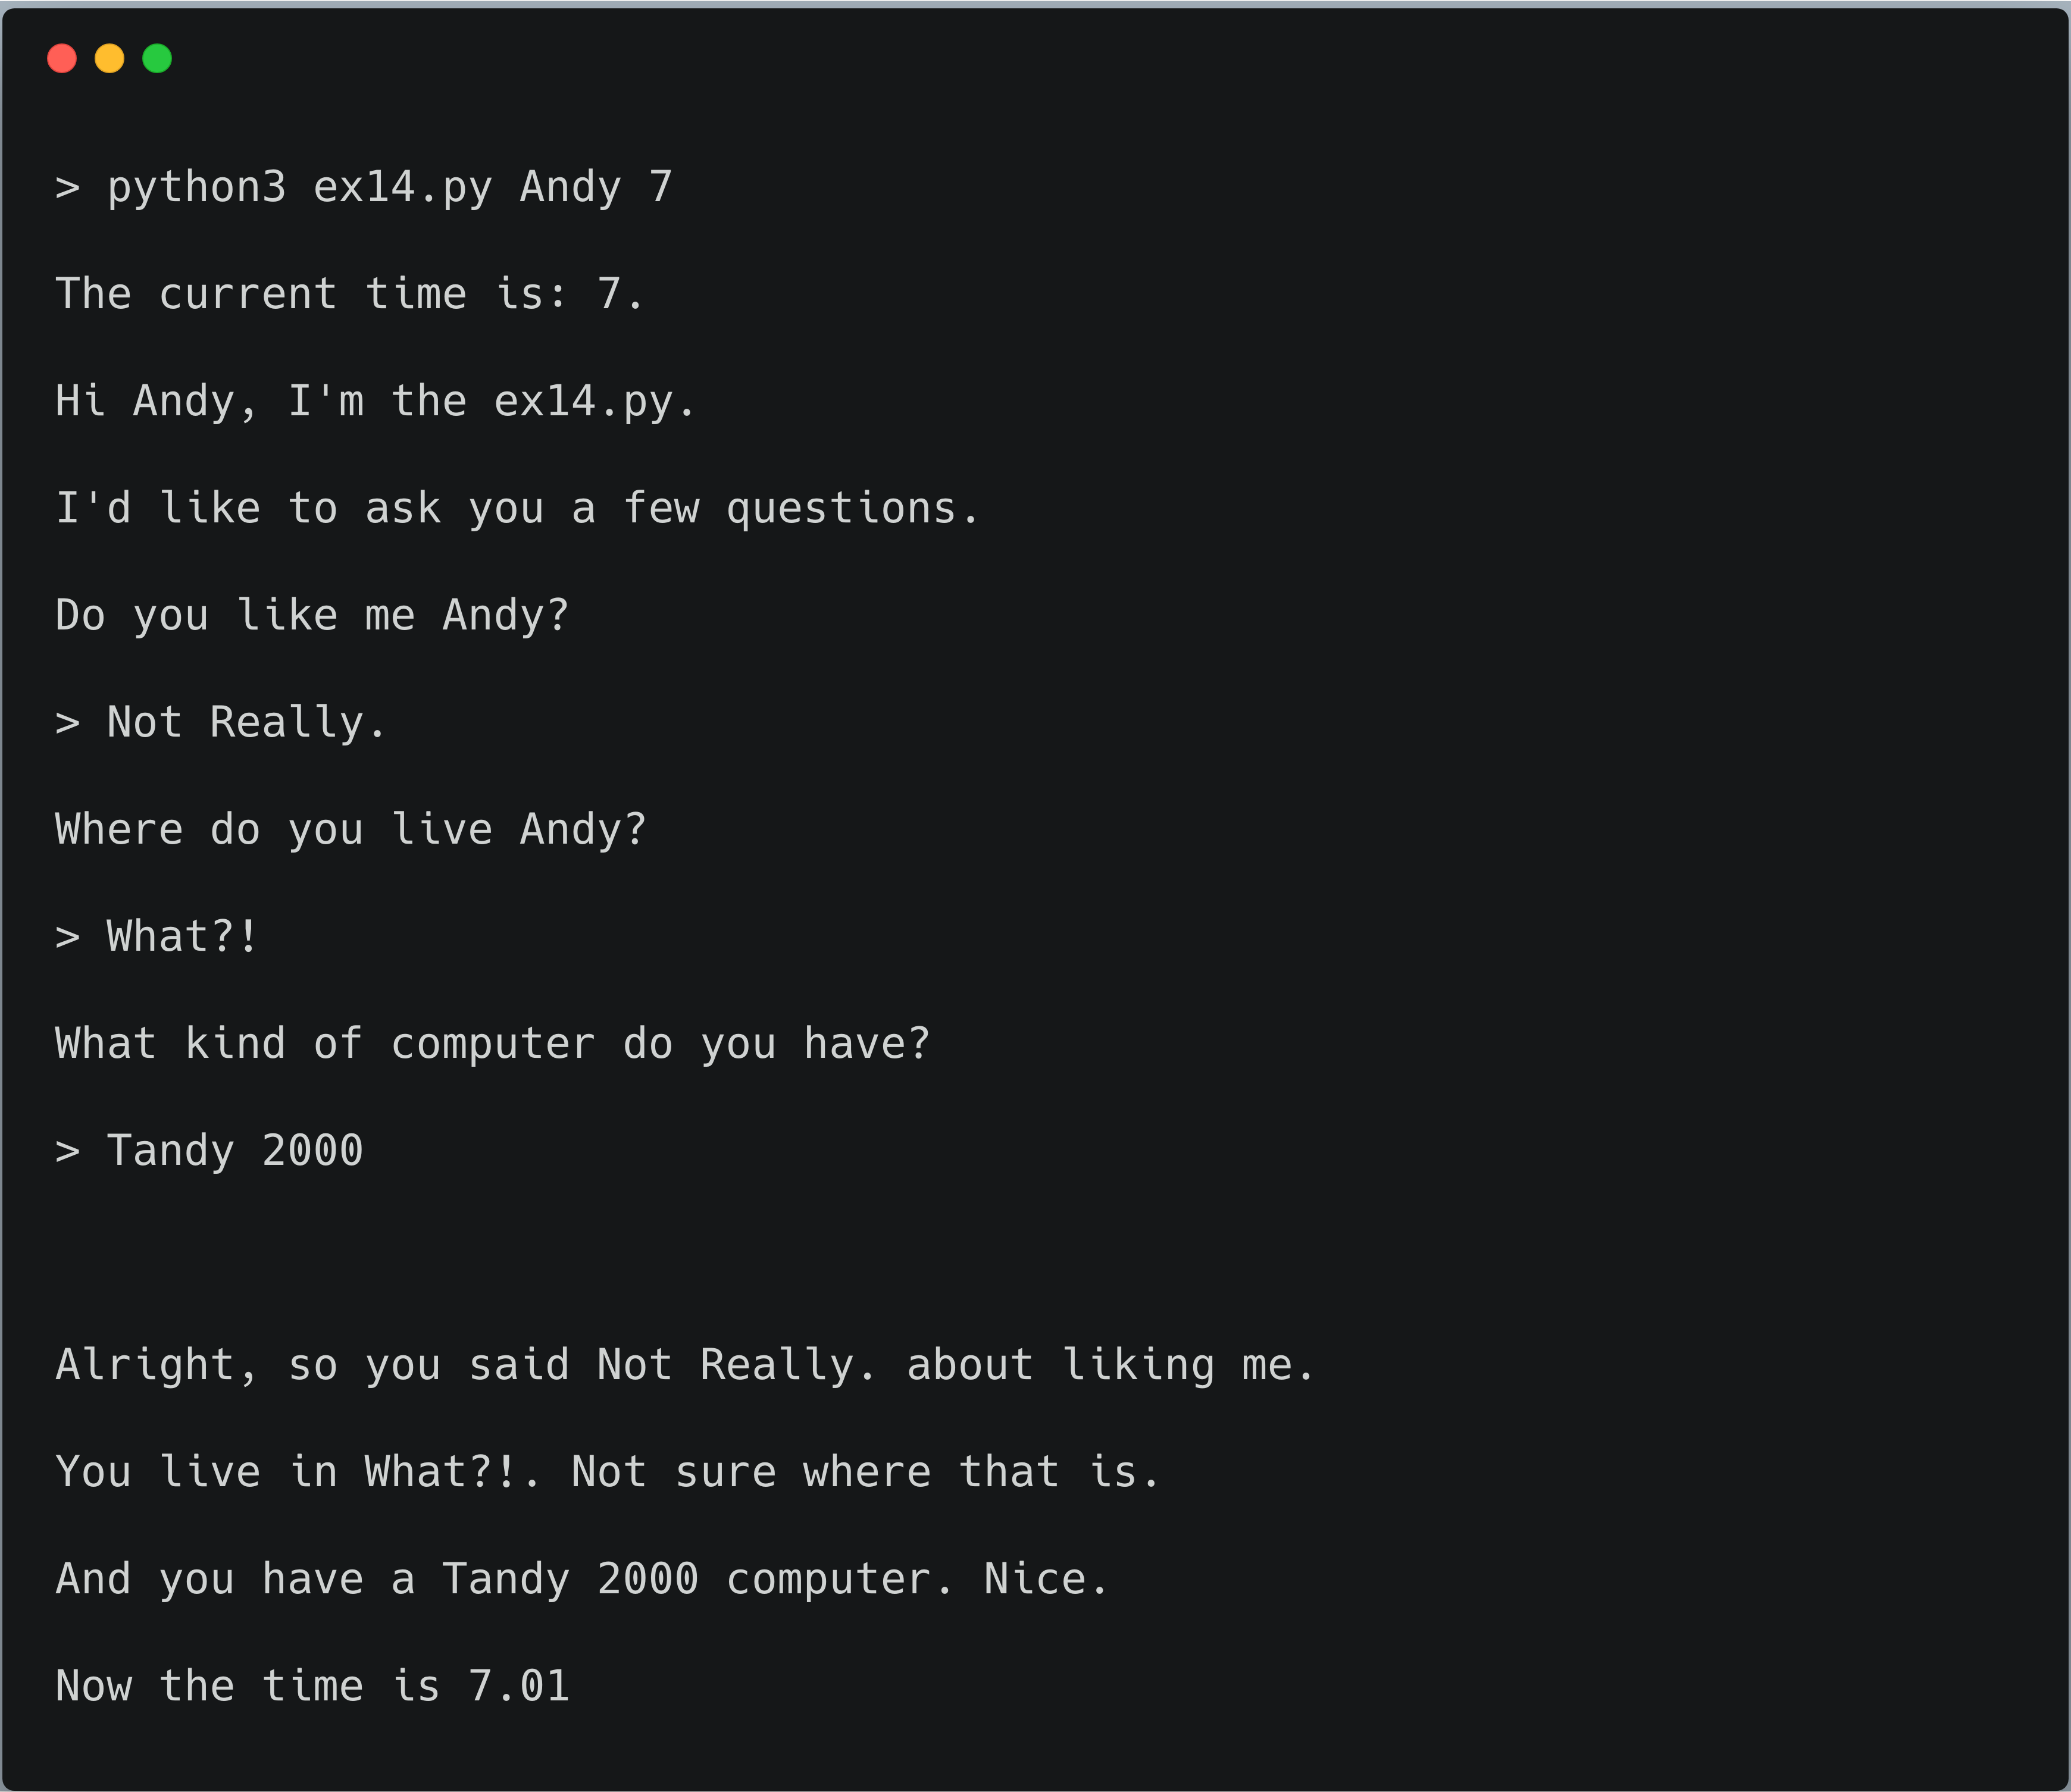 > python3 ex14.py Andy 7
The current time is: 7.
Hi Andy, I'm the ex14.py.
I'd like to ask you a few questions.
Do you like me Andy?
> Not Really.
Where do you live Andy?
> What?!
What kind of computer do you have?
> Tandy 2000
Alright, so you said Not Really. about liking me.
You live in What?!. Not sure where that is.
And you have a Tandy 2000 computer. Nice.
Now the time is 7.01